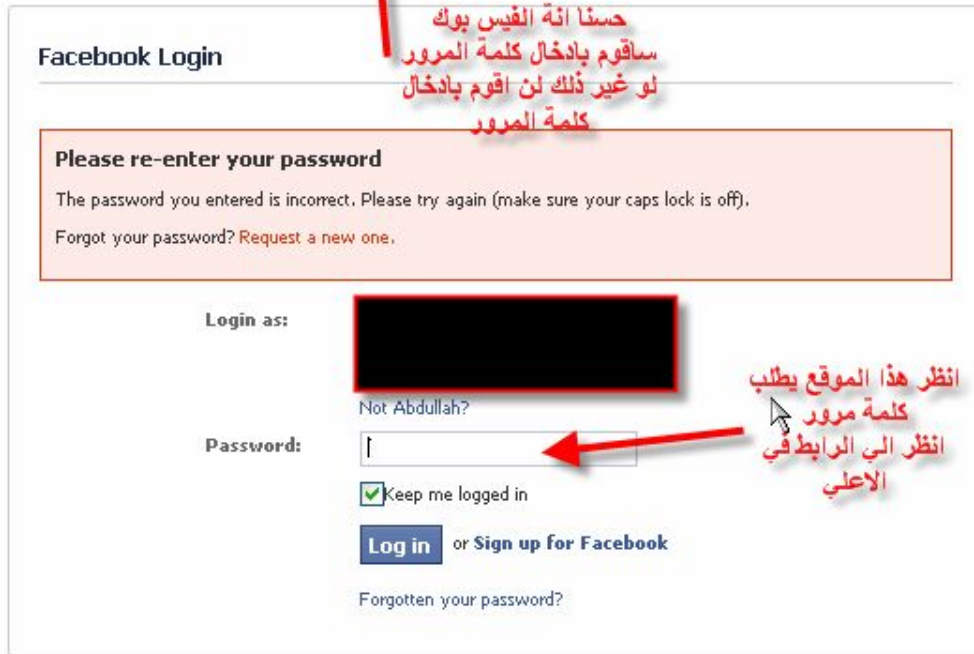 حسنا انة الفيس بوك
ساقوم بادخال كلمة المرور
لو غير ذلك لن اقوم بادخال
كلمة المرور
Facebook Login
Please re-enter your password
The password you entered is incorrect. Please try again (make sure your caps lock is off).
Forgot your password? Request a new one.
Login as:
Not Abdullah?
Password:
انظر هذا الموقع يطلب
كلمة مرور
انظر الي الرابط في
الاعلي
Keep me logged in
Log in or Sign up for Facebook
Forgotten your password?